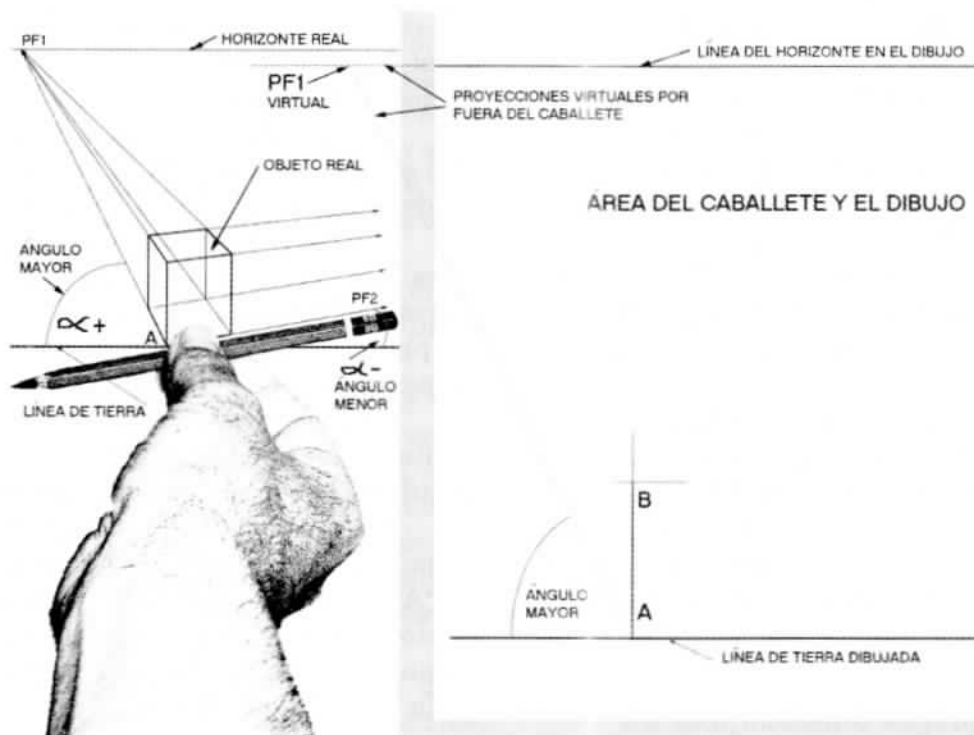 PF1
HORIZONTE REAL
LÍNEA DEL HORIZONTE EN EL DIBUJO
PF1
VIRTUAL
PROYECCIONES VIRTUALES POR
FUERA DEL CABALLETE
OBJETO REAL
ÁREA DEL CABALLETE Y EL DIBUJO
ANGULO
MAYOR
∝+
A
PF2
∝-
ANGULO
MENOR
LINEA DE TIERRA
B
ÁNGULO
MAYOR
A
LÍNEA DE TIERRA DIBUJADA